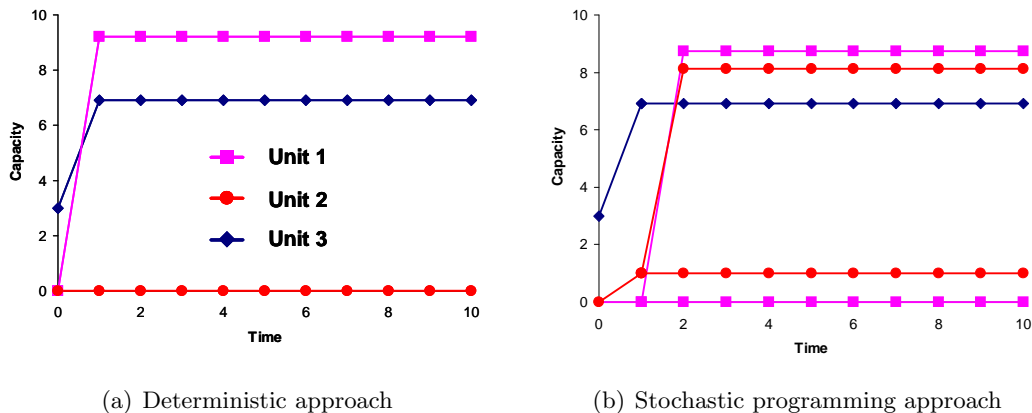 10
8
6
4
2
0
Capacity
Unit 1
Unit 2
Unit 3
0 2 4 6 8 10
Time
(a) Deterministic approach
10
8
6
4
2
0
Capacity
0 2 4 6 8 10
Time
(b) Stochastic programming approach